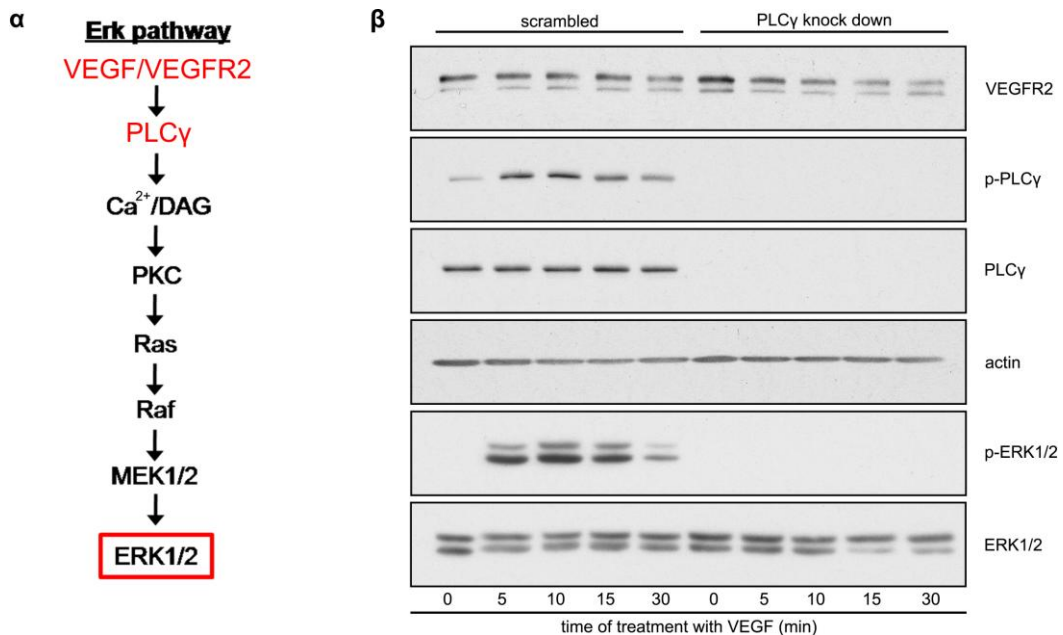 α
Erk pathway
VEGF/VEGFR2
PLCγ
Ca²⁺/DAG
PKC
Ras
Raf
MEK1/2
ERK1/2
β
scrambled PLCγ knock down
VEGFR2
p-PLCγ
PLCγ
actin
p-ERK1/2
ERK1/2
0 5 10 15 30 0 5 10 15 30
time of treatment with VEGF (min)